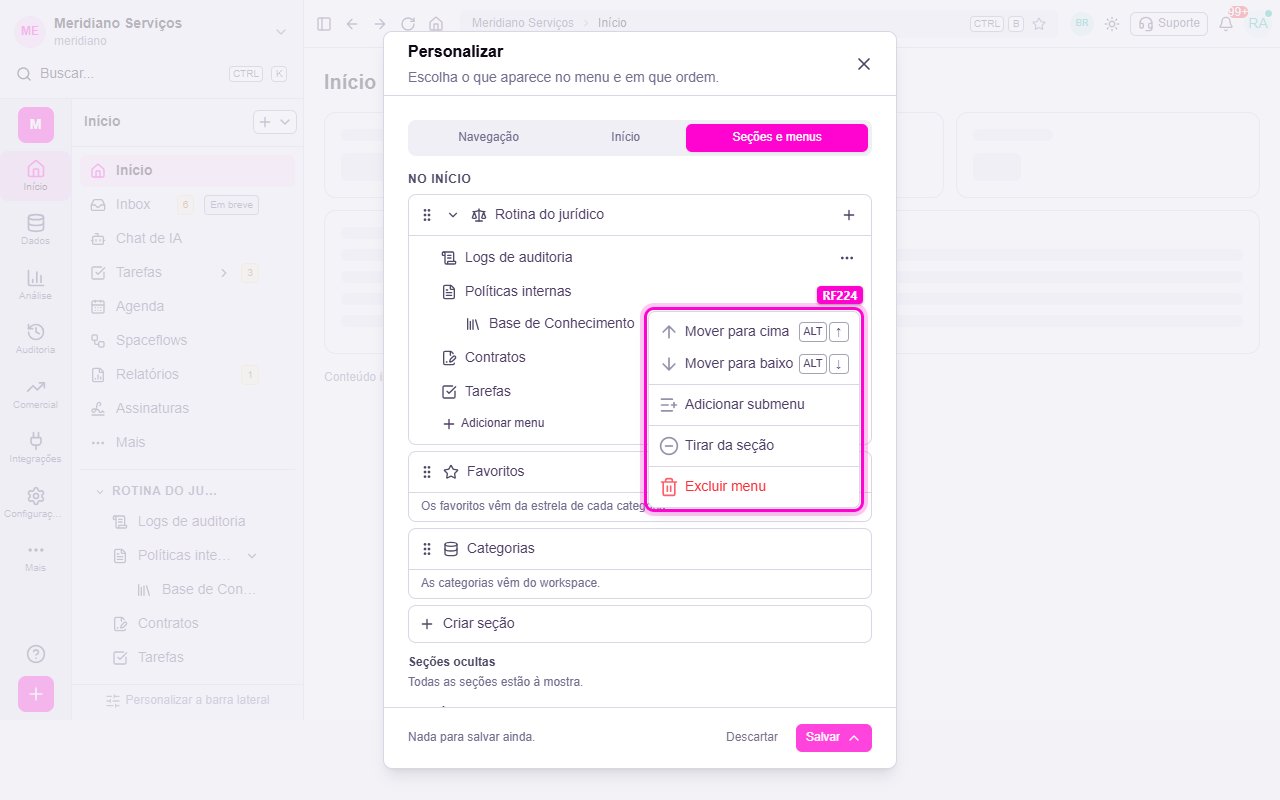 ME
Meridiano Serviços
meridiano
Buscar...
CTRL
K
Meridiano Serviços
Início
CTRL
B
BR
Suporte
99+
RA
M
Início
Dados
Análise
Auditoria
Comercial
Integrações
Configuraç...
Mais
Início
Início
Inbox
6
Em breve
Chat de IA
Tarefas
3
Agenda
Spaceflows
Relatórios
1
Assinaturas
Mais
ROTINA DO JU...
Logs de auditoria
Políticas inte...
Base de Con...
Contratos
Tarefas
Personalizar a barra lateral
Início
Personalizar
Escolha o que aparece no menu e em que ordem.
Navegação
Início
Seções e menus
NO INÍCIO
Rotina do jurídico
Logs de auditoria
Políticas internas
RF224
Base de Conhecimento
Contratos
Tarefas
Adicionar menu
Mover para cima
ALT
↑
Mover para baixo
ALT
↓
Adicionar submenu
Tirar da seção
Excluir menu
Favoritos
Os favoritos vêm da estrela de cada
Categorias
As categorias vêm do workspace.
Criar seção
Seções ocultas
Todas as seções estão à mostra.
Nada para salvar ainda.
Descartar
Salvar